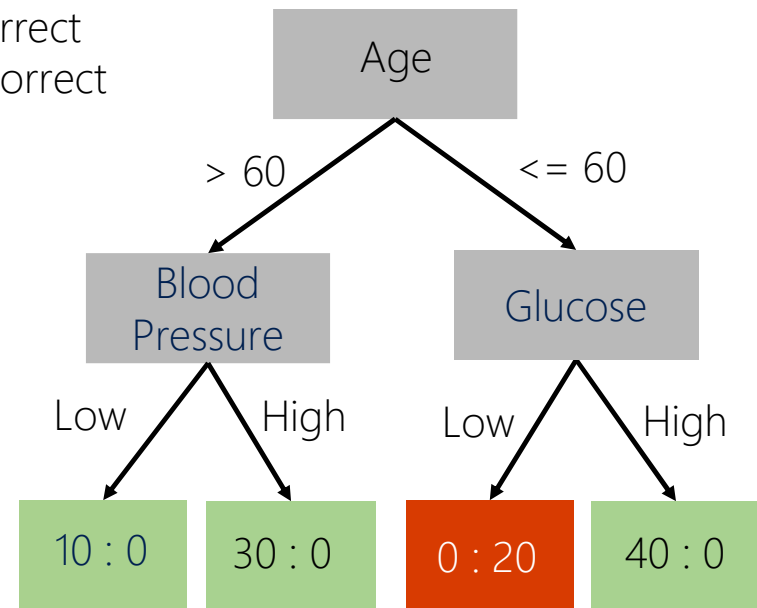 rrect
orrect
Age
> 60
<= 60
Blood
Pressure
Glucose
Low
High
Low
High
10 : 0
30 : 0
0 : 20
40 : 0